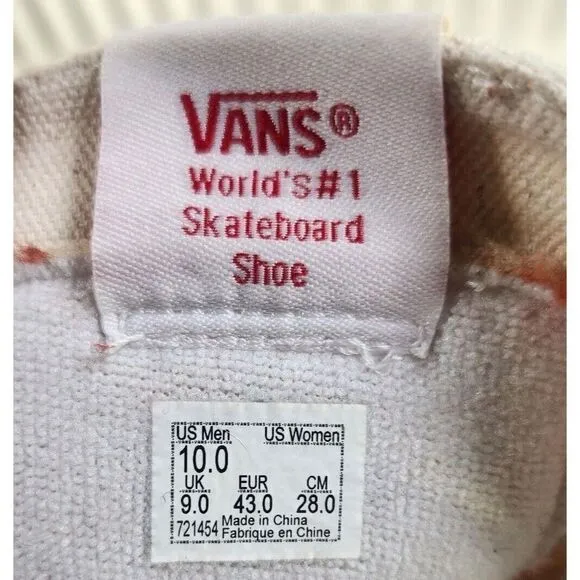 VANS®
World's#1
Skateboard
Shoe
US Men US Women
10.0
UK EUR CM
9.0 43.0 28.0
721454 Made in China
Fabrique en Chine